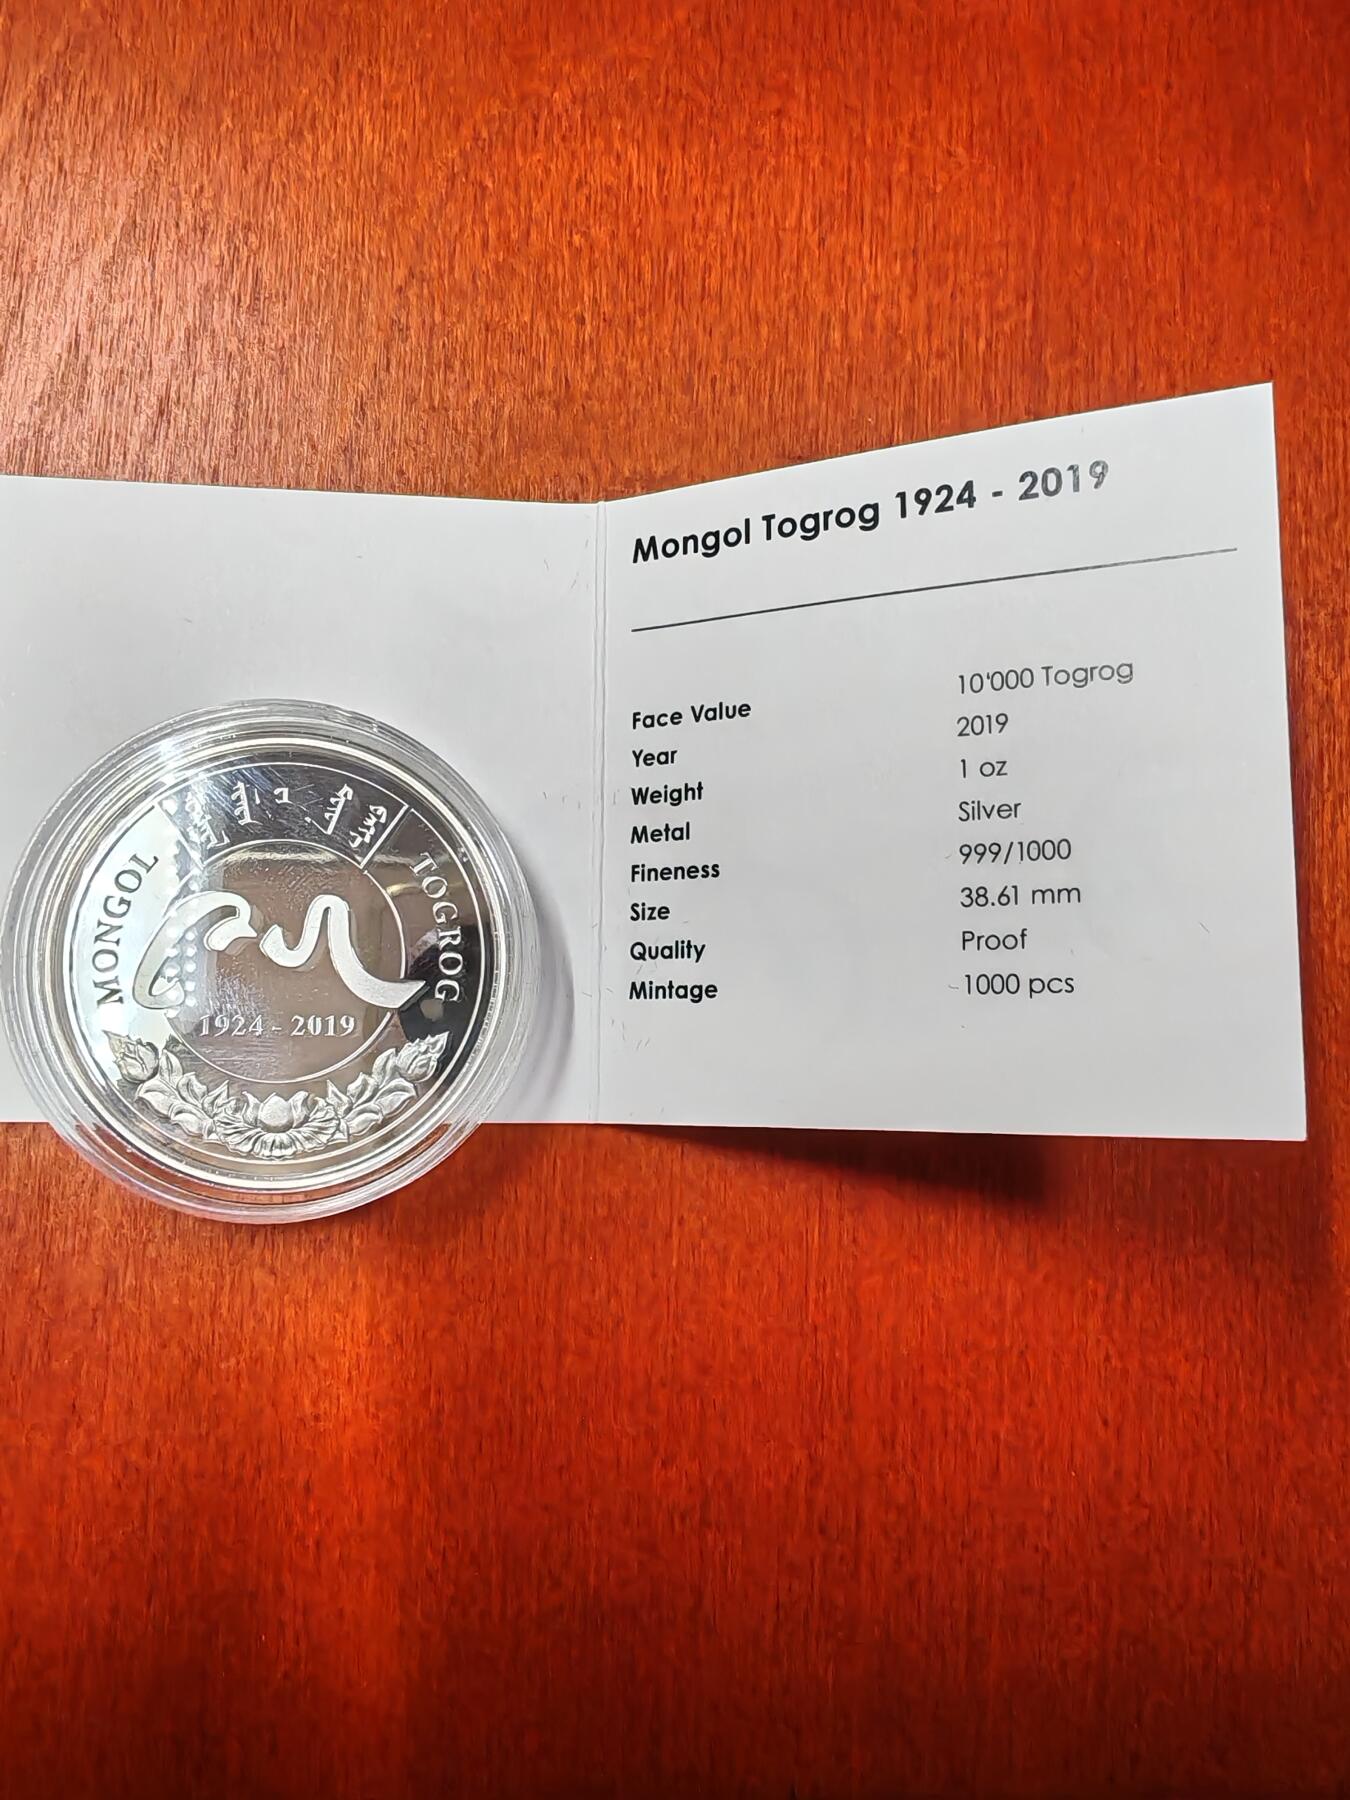 Mongol Togrog 1924 - 2019
Face Value 10'000 Togrog
Year 2019
Weight 1 oz
Metal Silver
Fineness 999/1000
Size 38.61 mm
Quality Proof
Mintage 1000 pcs
MONGOL
TOGROG
1924 - 2019